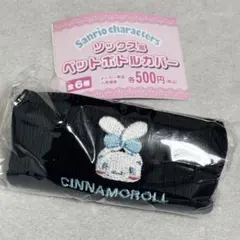 Sanrio characters
ソックス風
ペットボトルカバー
全6種
各500円
CINNAMOROLL